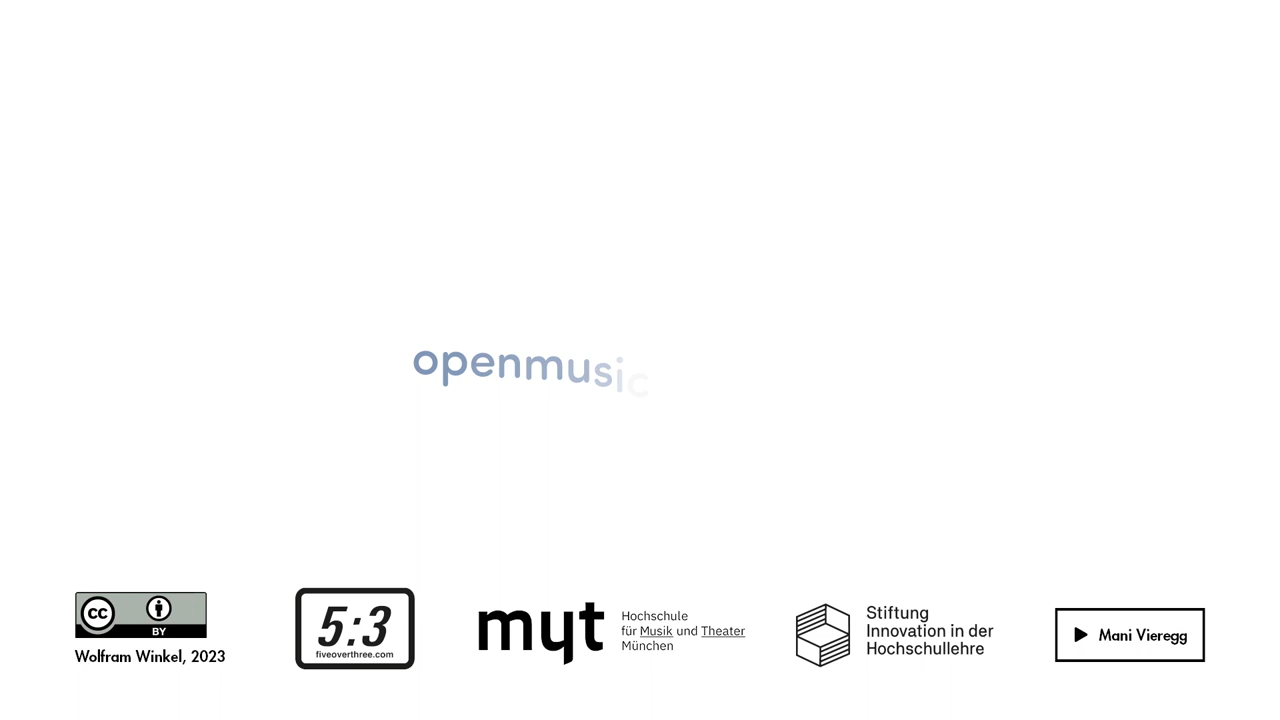 openmusic
cc
BY
Wolfram Winkel, 2023
5:3
fiveoverthree.com
myt
Hochschule
für Musik und Theater
München
Stiftung
Innovation in der
Hochschullehre
Mani Vieregg